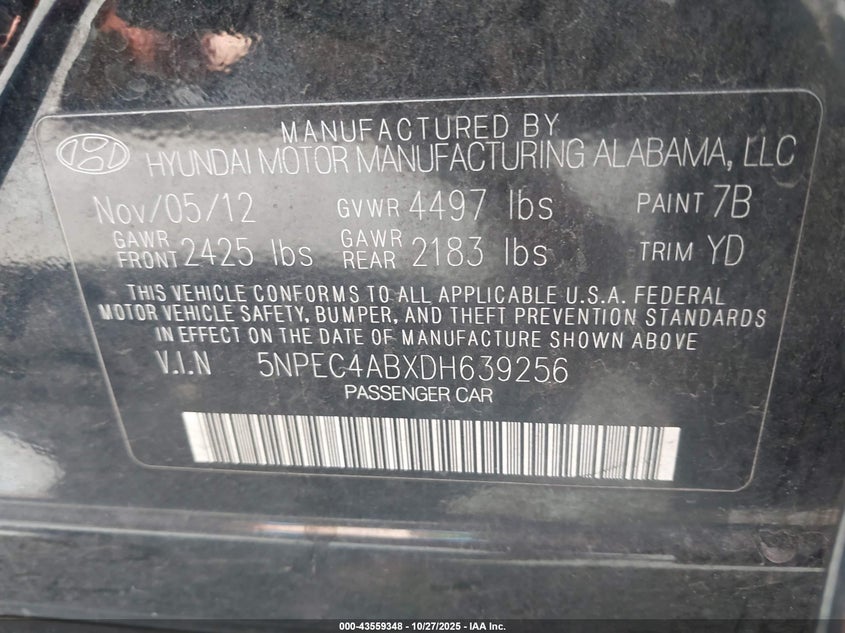 MANUFACTURED BY
HYUNDAI MOTOR MANUFACTURING ALABAMA, LLC
Nov/05/12 GVWR 4497 lbs PAINT 7B
GAWR FRONT 2425 lbs GAWR REAR 2183 lbs TRIM YD
THIS VEHICLE CONFORMS TO ALL APPLICABLE U.S.A. FEDERAL
MOTOR VEHICLE SAFETY, BUMPER, AND THEFT PREVENTION STANDARDS
IN EFFECT ON THE DATE OF MANUFACTURE SHOWN ABOVE
V.I.N 5NPEC4ABXDH639256
PASSENGER CAR
000-43559348 - 10/27/2025 - IAA Inc.